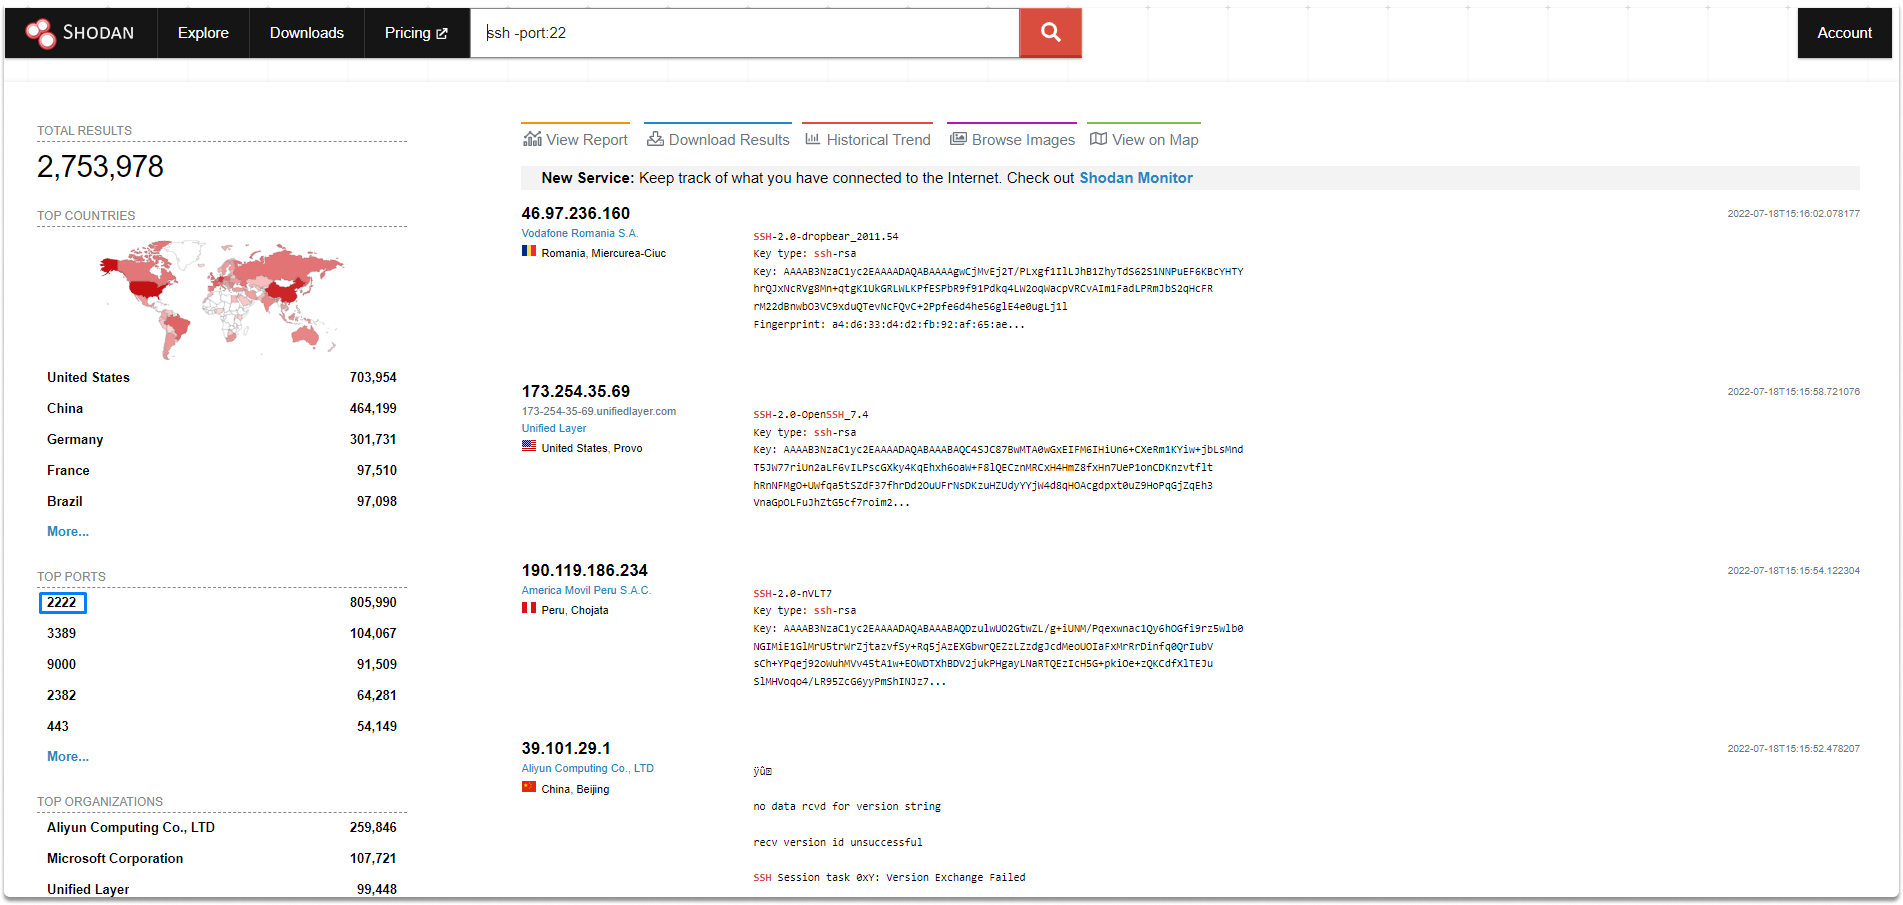 SHODAN Explore Downloads Pricing ssh -port:22 Account
TOTAL RESULTS
2,753,978
TOP COUNTRIES
United States 703,954
China 464,199
Germany 301,731
France 97,510
Brazil 97,098
More...
TOP PORTS
2222 805,990
3389 104,067
9000 91,509
2382 64,281
443 54,149
More...
TOP ORGANIZATIONS
Aliyun Computing Co., LTD 259,846
Microsoft Corporation 107,721
Unified Layer 99,448
View Report Download Results Historical Trend Browse Images View on Map
New Service: Keep track of what you have connected to the Internet. Check out Shodan Monitor
46.97.236.160 2022-07-18T15:16:02.078177
Vodafone Romania S.A.
Romania, Miercurea-Ciuc
SSH-2.0-dropbear_2011.54
Key type: ssh-rsa
Key: AAAAB3NzaC1yc2EAAAADAQABAAAAgwCjMvEj2T/PLxgf1IlLJhB1ZhyTdS62S1NNPuEF6KBcYHTY
hrQJxNcRVg8Mn+qtgK1UkGRLWLKPfESPbR9f91Pdkq4LW2oqWacpVRCvAIm1FadLPRmJbS2qHcFR
rM22dBnwbO3VC9xduQTevNcFQvC+2Ppfe6d4he56glE4e0ugLj1l
Fingerprint: a4:d6:33:d4:d2:fb:92:af:65:ae...
173.254.35.69 2022-07-18T15:15:58.721076
173-254-35-69.unifiedlayer.com
Unified Layer
United States, Provo
SSH-2.0-OpenSSH_7.4
Key type: ssh-rsa
Key: AAAAB3NzaC1yc2EAAAADAQABAAABAQC4SJC87BwMTA0wGxEIFM6IHiUn6+CXeRm1KYiw+jbLsMnd
T5JW77riUn2aLF6vILPscGXky4KqEhxh6oaW+F8lQECznMRCxH4HmZ8fxHn7UeP1onCDKnzvtflt
hRnNFMgO+UWfqa5tSZdF37fhrDd2OuUFrNsDKzuHZUdyYYjW4d8qHOAcgdpxt0uZ9HoPqGjZqEh3
VnaGpOLFuJhZtG5cf7roim2...
190.119.186.234 2022-07-18T15:15:54.122304
America Movil Peru S.A.C.
Peru, Chojata
SSH-2.0-nVLT7
Key type: ssh-rsa
Key: AAAAB3NzaC1yc2EAAAADAQABAAABAQDzulwUO2GtwZL/g+iUNM/Pqexwnac1Qy6hOGfi9rz5wlb0
NGIMiE1GlMrU5trWrZjtazvfSy+Rq5jAzEXGbwrQEZzLZzdgJcdMeoUOIaFxMrRrDinfq0QrIubV
sCh+YPqej92oWuhMVv45tA1w+EOWDTXhBDV2jukPHgayLNaRTQEzIcH5G+pkiOe+zQKCdfXlTEJu
SlMHVoqo4/LR95ZcG6yyPmShINJz7...
39.101.29.1 2022-07-18T15:15:52.478207
Aliyun Computing Co., LTD
China, Beijing
ÿû
no data rcvd for version string
recv version id unsuccessful
SSH Session task 0xY: Version Exchange Failed